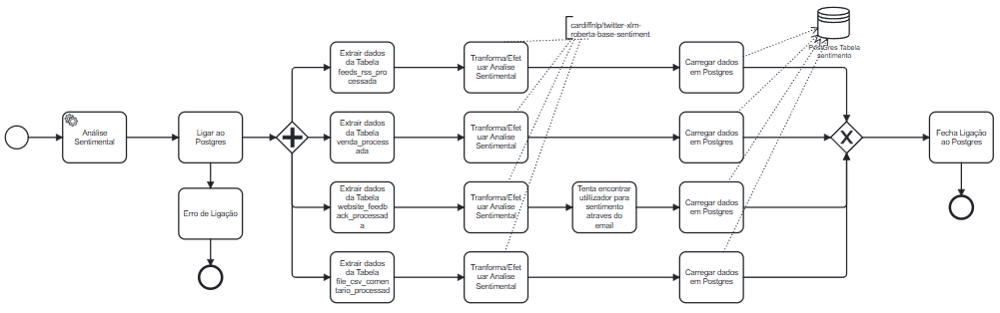 cardiffnlp/twitter-xlm-
roberta-base-sentiment
PostGres Tabela
sentimento
Extrair dados
da Tabela
feeds_rss_pro
cessada
Tranforma/Efet
uar Analise
Sentimental
Carregar dados
em Postgres
Análise
Sentimental
Ligar ao
Postgres
Extrair dados
da Tabela
venda_process
ada
Tranforma/Efet
uar Analise
Sentimental
Carregar dados
em Postgres
Fecha Ligação
ao Postgres
Erro de Ligação
Extrair dados
da Tabela
website_feedb
ack_processad
a
Tranforma/Efet
uar Analise
Sentimental
Tenta encontrar
utilizador para
sentimento
atraves do
email
Carregar dados
em Postgres
Extrair dados
da Tabela
file_csv_comen
tario_processad
Tranforma/Efet
uar Analise
Sentimental
Carregar dados
em Postgres